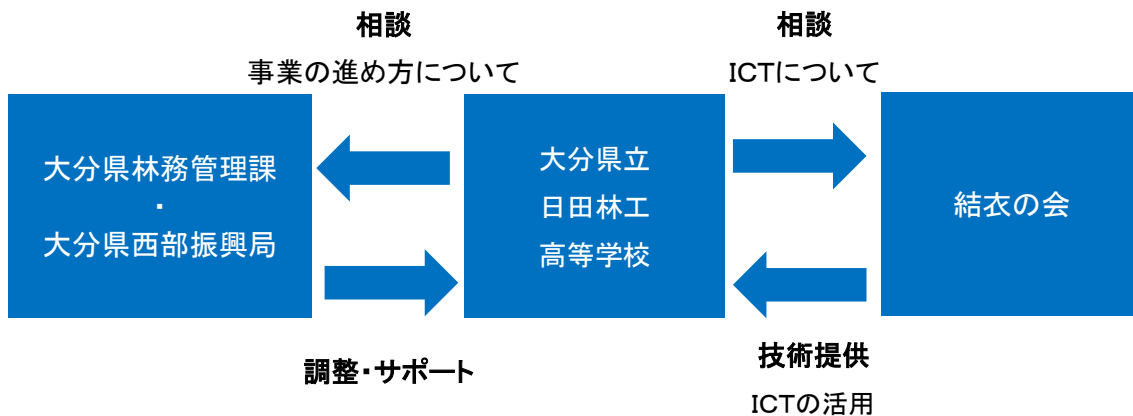 相談
事業の進め方について
相談
ICTについて
大分県林務管理課
・
大分県西部振興局
大分県立
日田林工
高等学校
結衣の会
調整・サポート
技術提供
ICTの活用